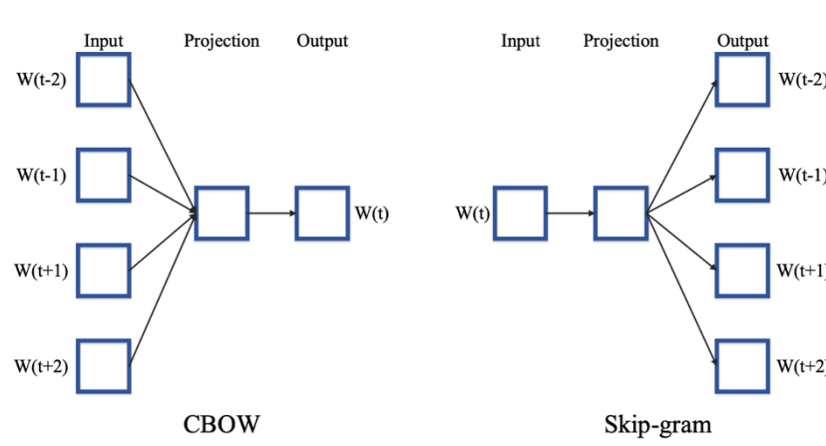 Input Projection Output
W(t-2)
W(t-1)
W(t)
W(t+1)
W(t+2)
CBOW
Input Projection Output
W(t-2)
W(t-1)
W(t)
W(t+1)
W(t+2)
Skip-gram